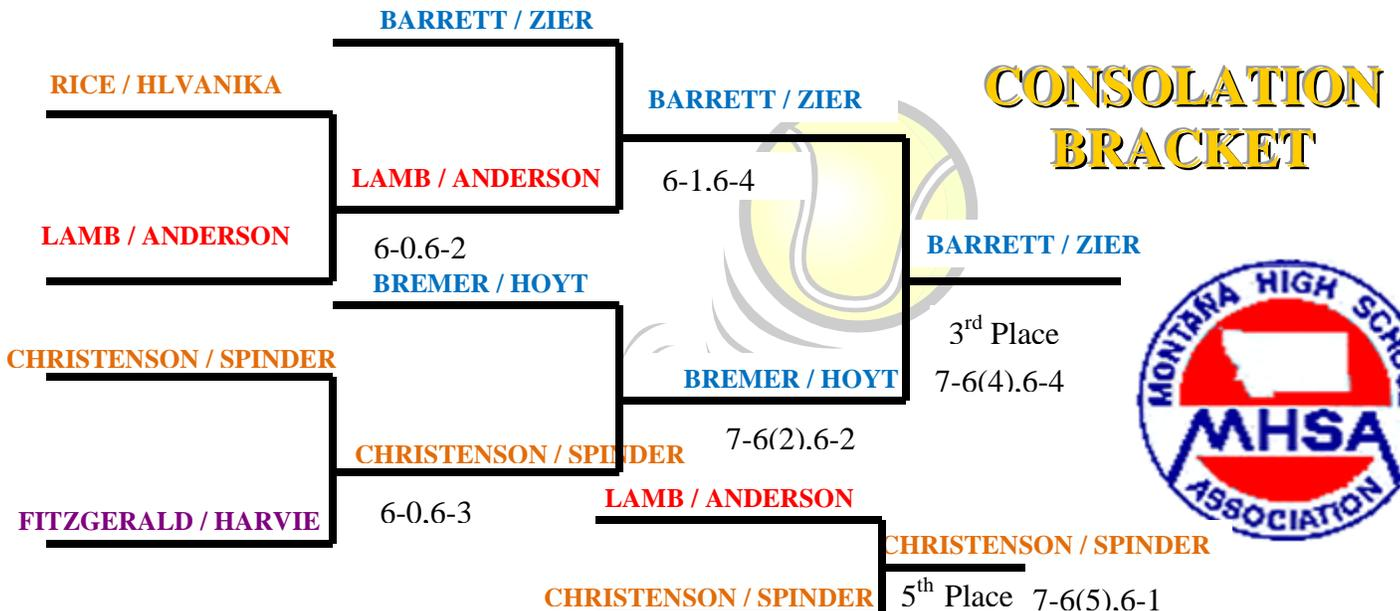 BARRETT / ZIER
RICE / HLVANIKA
BARRETT / ZIER
CONSOLATION
BRACKET
LAMB / ANDERSON
6-1,6-4
LAMB / ANDERSON
BARRETT / ZIER
6-0,6-2
BREMER / HOYT
3rd Place
CHRISTENSON / SPINDER
BREMER / HOYT
7-6(4),6-4
7-6(2),6-2
CHRISTENSON / SPINDER
LAMB / ANDERSON
6-0,6-3
FITZGERALD / HARVIE
CHRISTENSON / SPINDER
CHRISTENSON / SPINDER
5th Place 7-6(5),6-1
MONTANA HIGH SCHOO
MHSA
ASSOCIATION